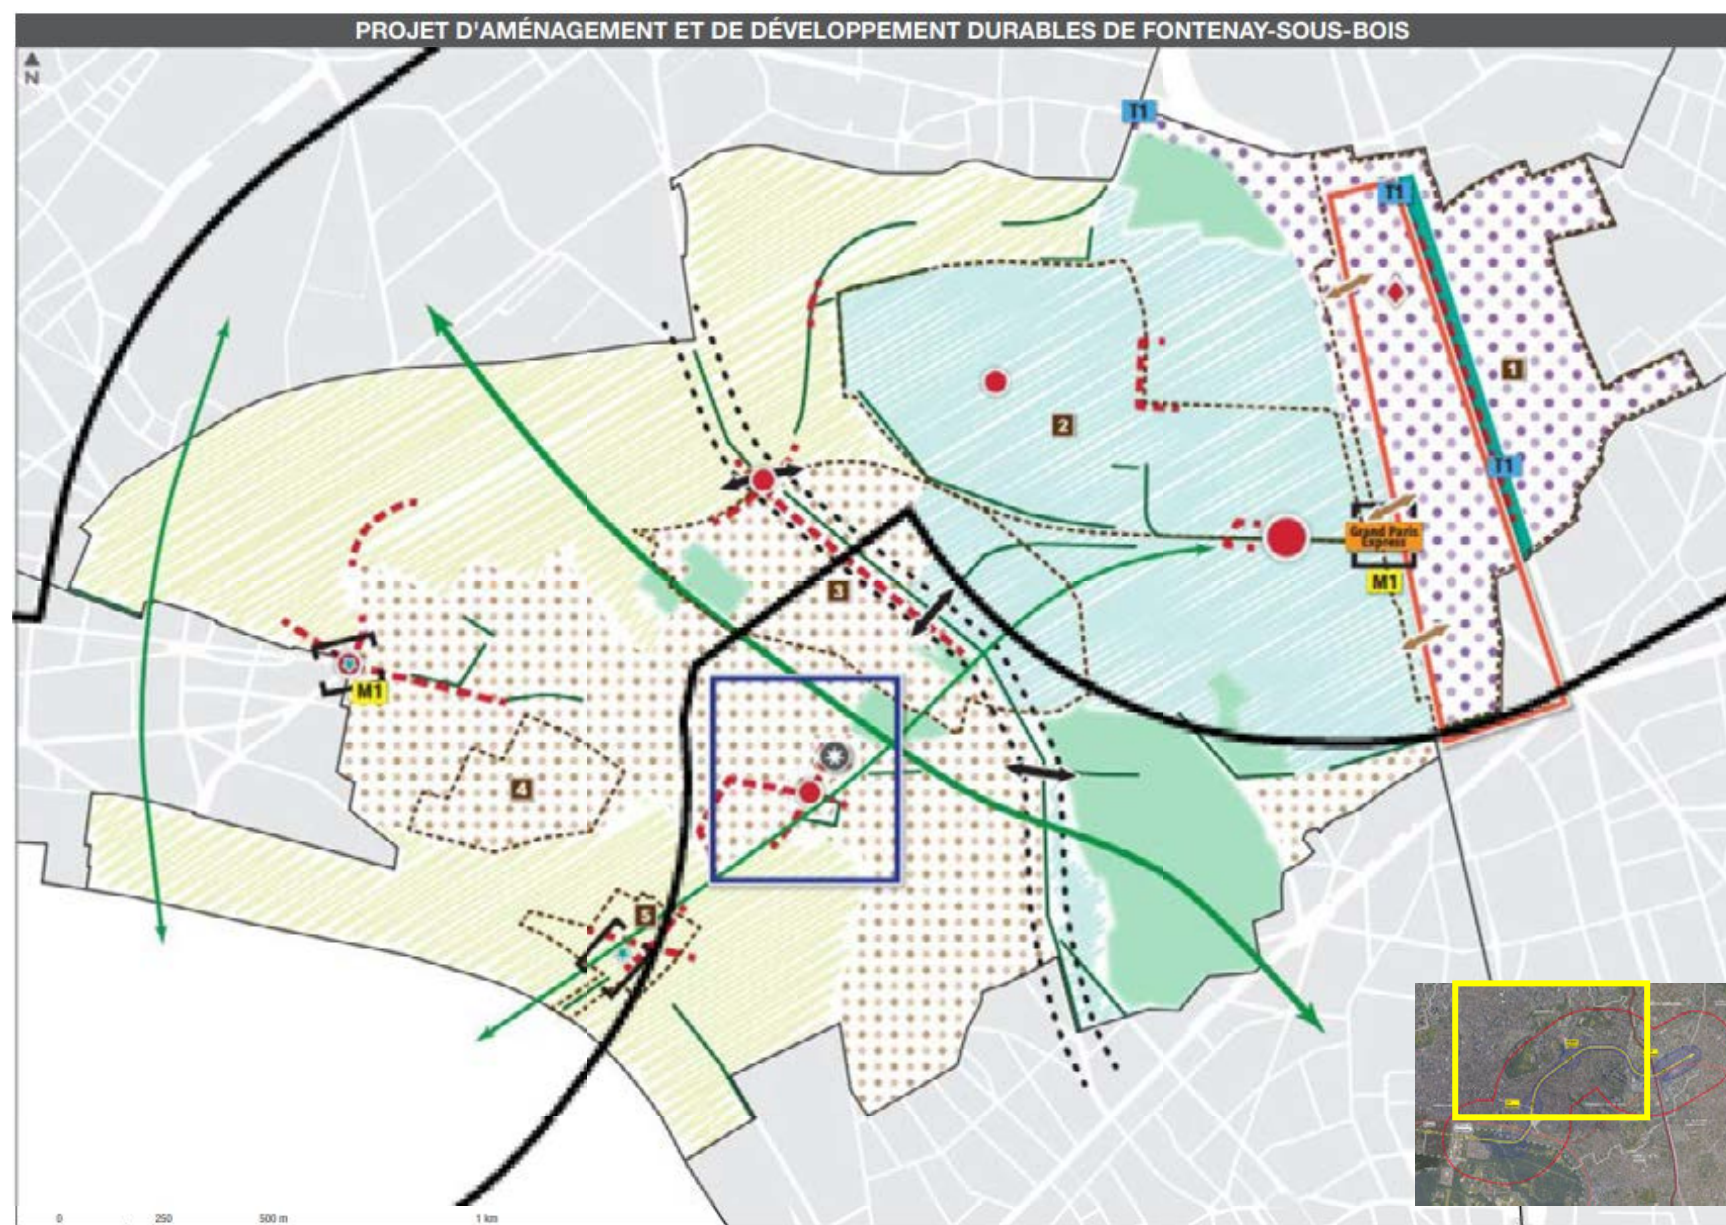 PROJET D'AMÉNAGEMENT ET DE DÉVELOPPEMENT DURABLES DE FONTENAY-SOUS-BOIS
N
T1
T1
1
2
T1
Grand Paris
Express
M1
3
M1
4
5
0 250 500 m 1 km